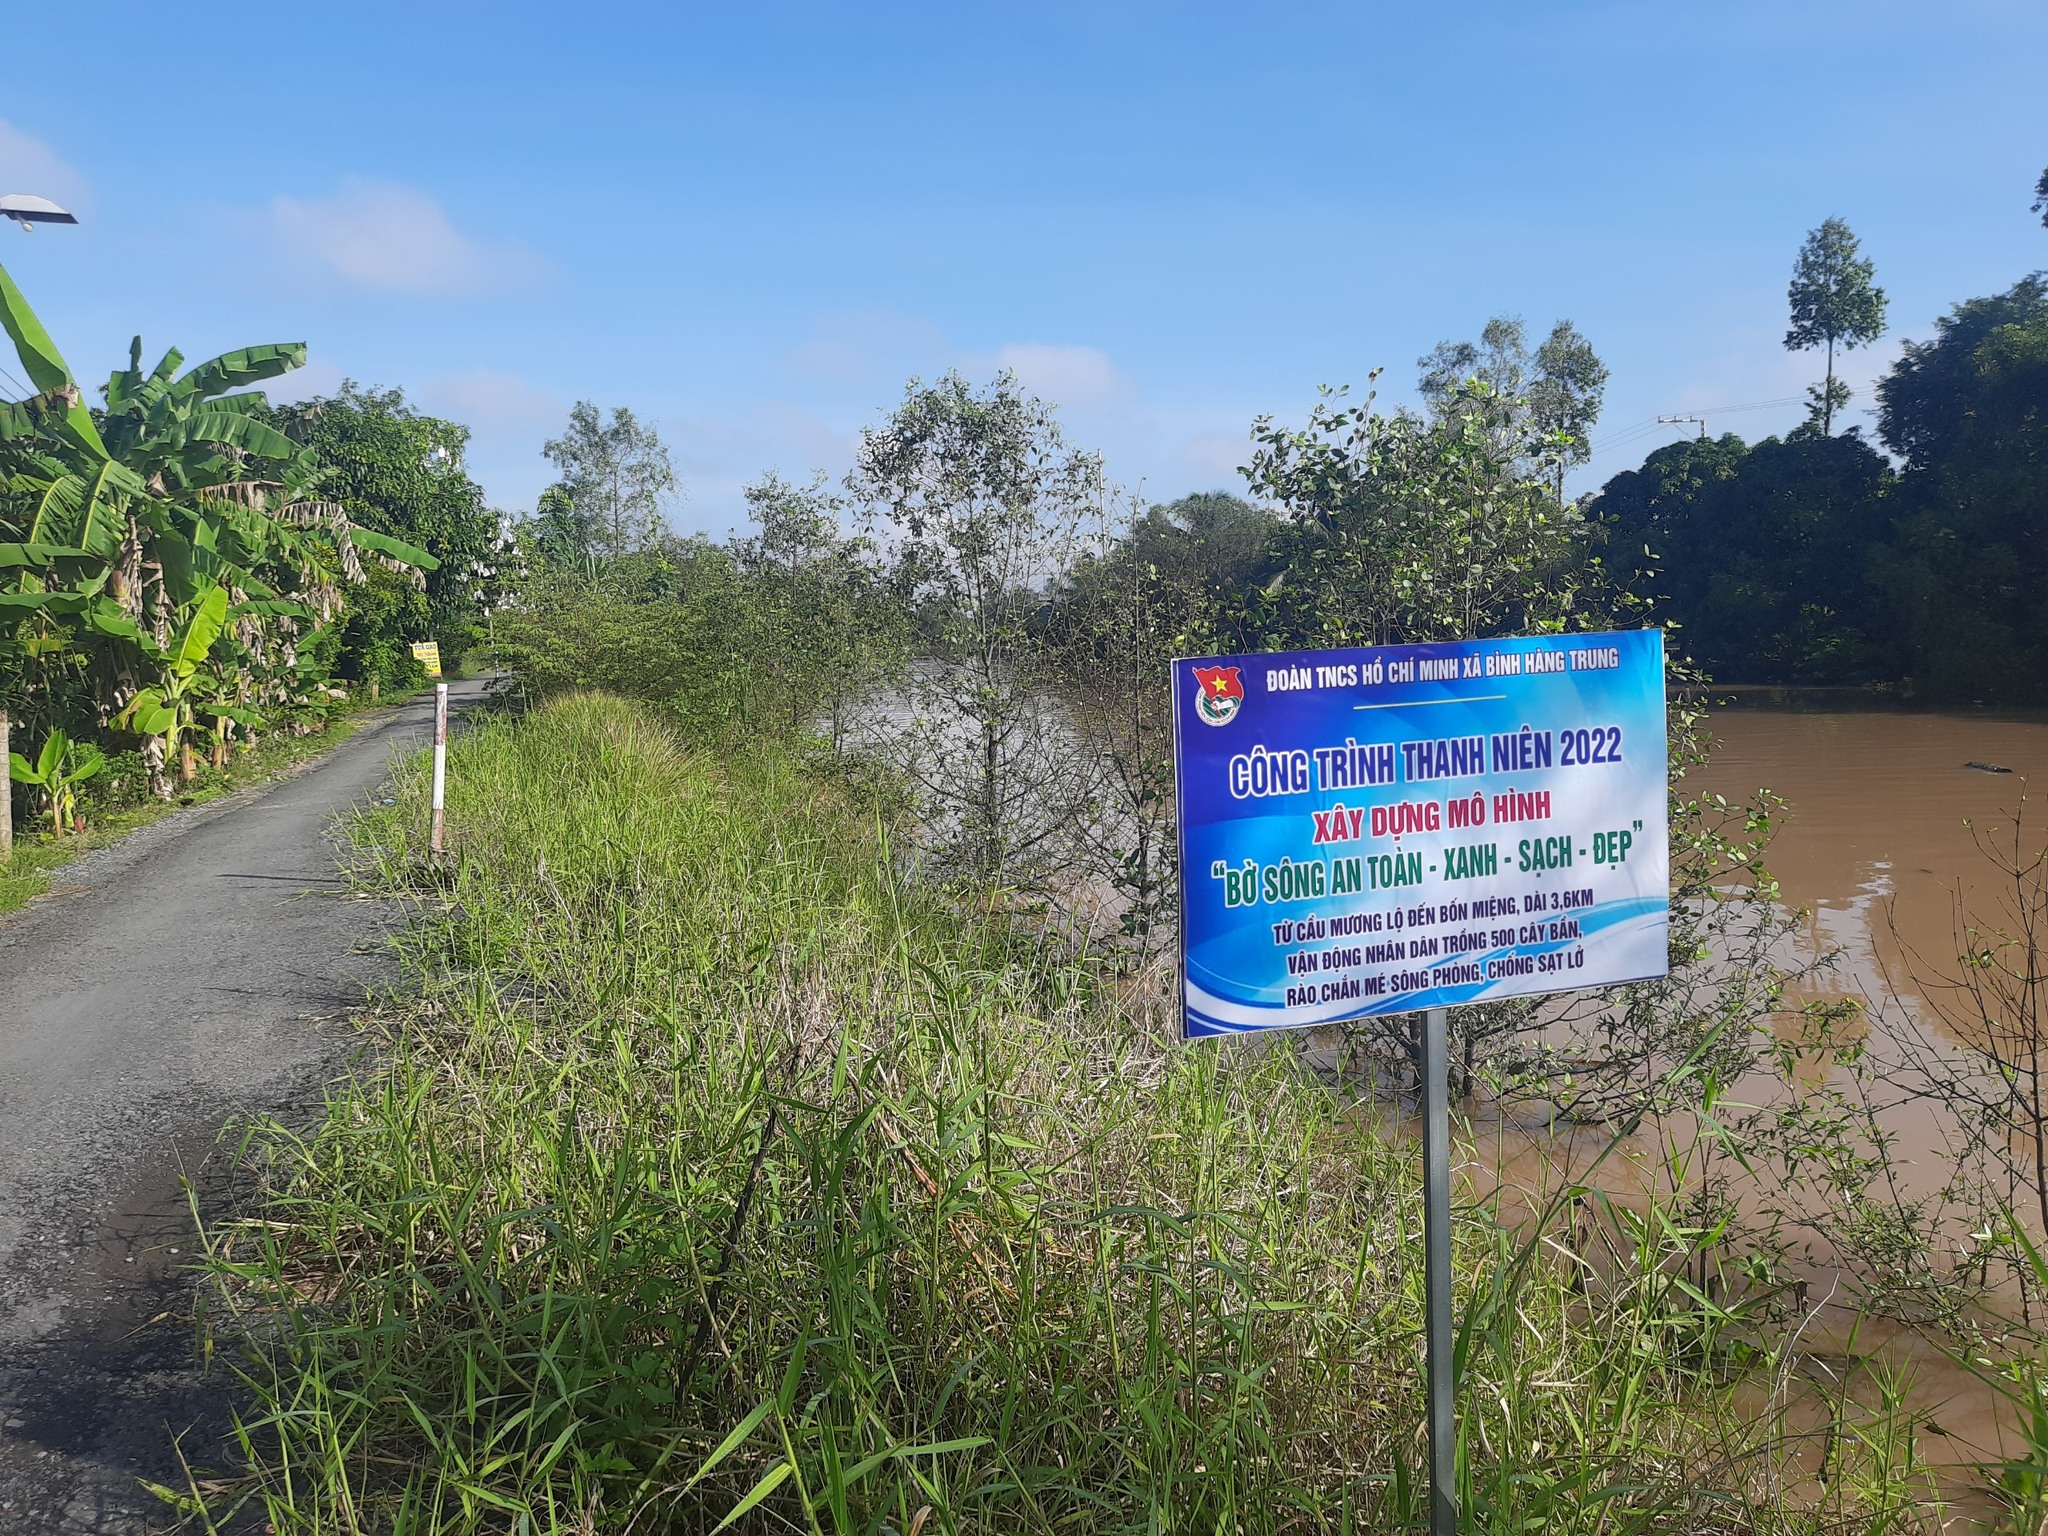 ĐOÀN TNCS HỒ CHÍ MINH XÃ BÌNH HÀNG TRUNG
CÔNG TRÌNH THANH NIÊN 2022
XÂY DỰNG MÔ HÌNH
“BỜ SÔNG AN TOÀN - XANH - SẠCH - ĐẸP”
TỪ CẦU MƯƠNG LỘ ĐẾN BỐN MIỆNG, DÀI 3,6KM
VẬN ĐỘNG NHÂN DÂN TRỒNG 500 CÂY BẦN,
RÀO CHẮN MÉ SÔNG PHÒNG, CHỐNG SẠT LỞ